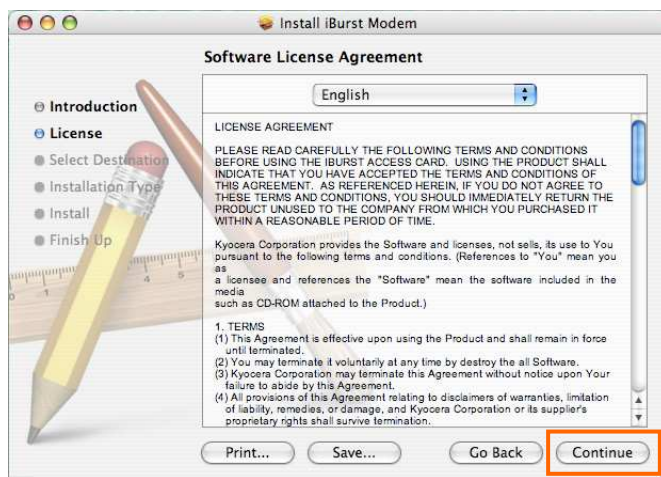 Install iBurst Modem
Software License Agreement
Introduction
License
Select Destination
Installation Type
Install
Finish Up
English
LICENSE AGREEMENT
PLEASE READ CAREFULLY THE FOLLOWING TERMS AND CONDITIONS
BEFORE USING THE IBURST ACCESS CARD. USING THE PRODUCT SHALL
INDICATE THAT YOU HAVE ACCEPTED THE TERMS AND CONDITIONS OF
THIS AGREEMENT. AS REFERENCED HEREIN, IF YOU DO NOT AGREE TO
THESE TERMS AND CONDITIONS, YOU SHOULD IMMEDIATELY RETURN THE
PRODUCT UNUSED TO THE COMPANY FROM WHICH YOU PURCHASED IT
WITHIN A REASONABLE PERIOD OF TIME.
Kyocera Corporation provides the Software and licenses, not sells, its use to You
pursuant to the following terms and conditions. (References to "You" mean you
as
a licensee and references the "Software" mean the software included in the
media
such as CD-ROM attached to the Product.)
1. TERMS
(1) This Agreement is effective upon using the Product and shall remain in force
until terminated.
(2) You may terminate it voluntarily at any time by destroy the all Software.
(3) Kyocera Corporation may terminate this Agreement without notice upon Your
failure to abide by this Agreement.
(4) All provisions of this Agreement relating to disclaimers of warranties, limitation
of liability, remedies, or damage, and Kyocera Corporation or its supplier's
proprietary rights shall survive termination.
Print...
Save...
Go Back
Continue